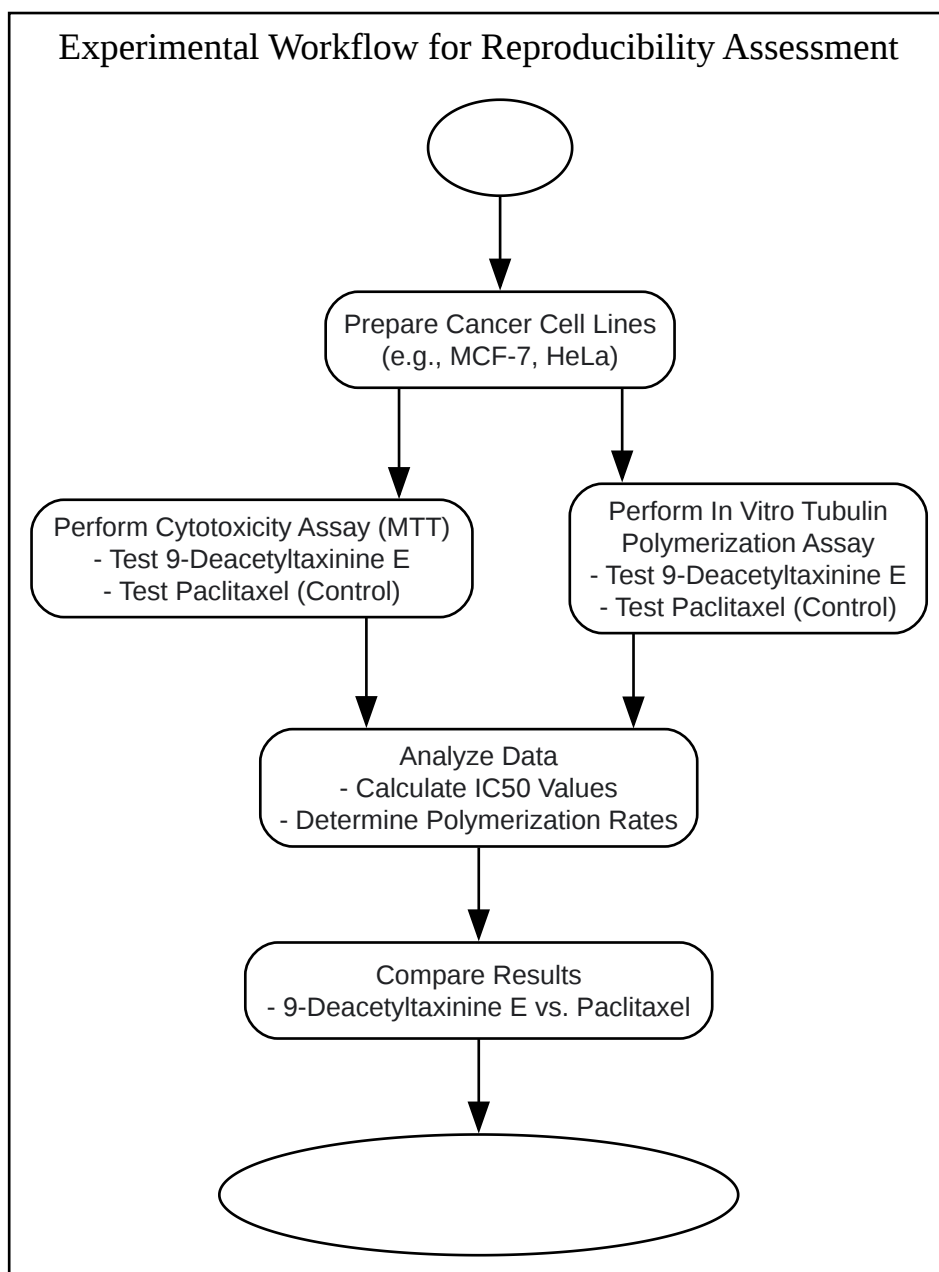 Experimental Workflow for Reproducibility Assessment
Prepare Cancer Cell Lines
(e.g., MCF-7, HeLa)
Perform Cytotoxicity Assay (MTT)
- Test 9-Deacetyltaxinine E
- Test Paclitaxel (Control)
Perform In Vitro Tubulin
Polymerization Assay
- Test 9-Deacetyltaxinine E
- Test Paclitaxel (Control)
Analyze Data
- Calculate IC50 Values
- Determine Polymerization Rates
Compare Results
- 9-Deacetyltaxinine E vs. Paclitaxel